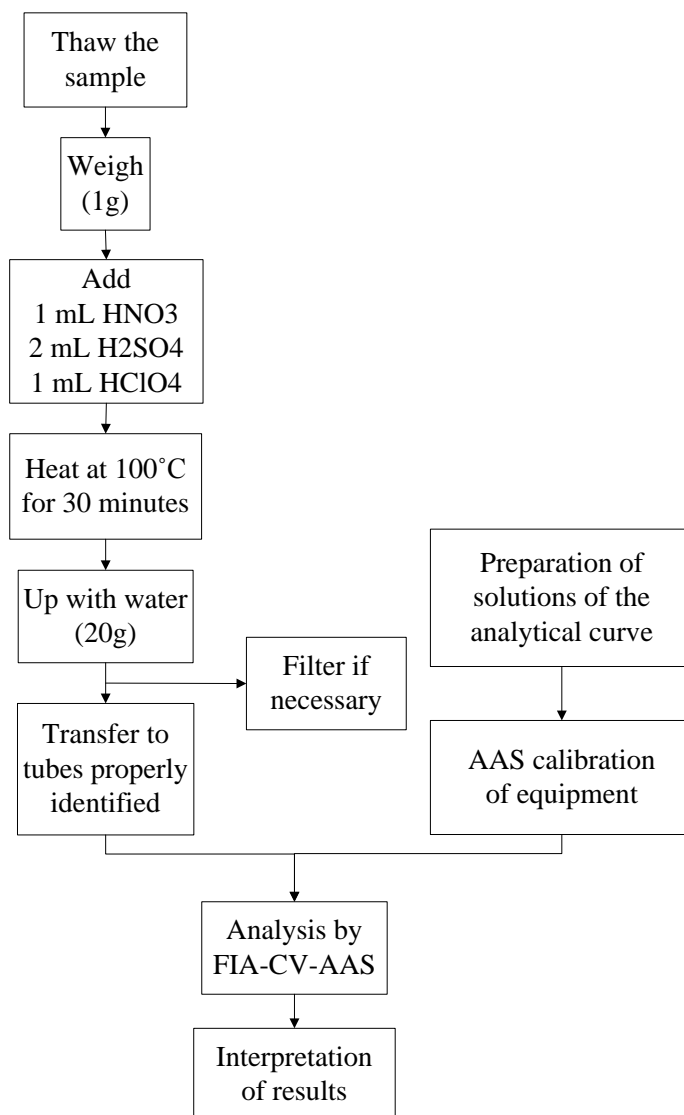 Thaw the
sample
Weigh
(1g)
Add
1 mL HNO3
2 mL H2SO4
1 mL HClO4
Heat at 100˚C
for 30 minutes
Up with water
(20g)
Filter if
necessary
Transfer to
tubes properly
identified
Preparation of
solutions of the
analytical curve
AAS calibration
of equipment
Analysis by
FIA-CV-AAS
Interpretation
of results